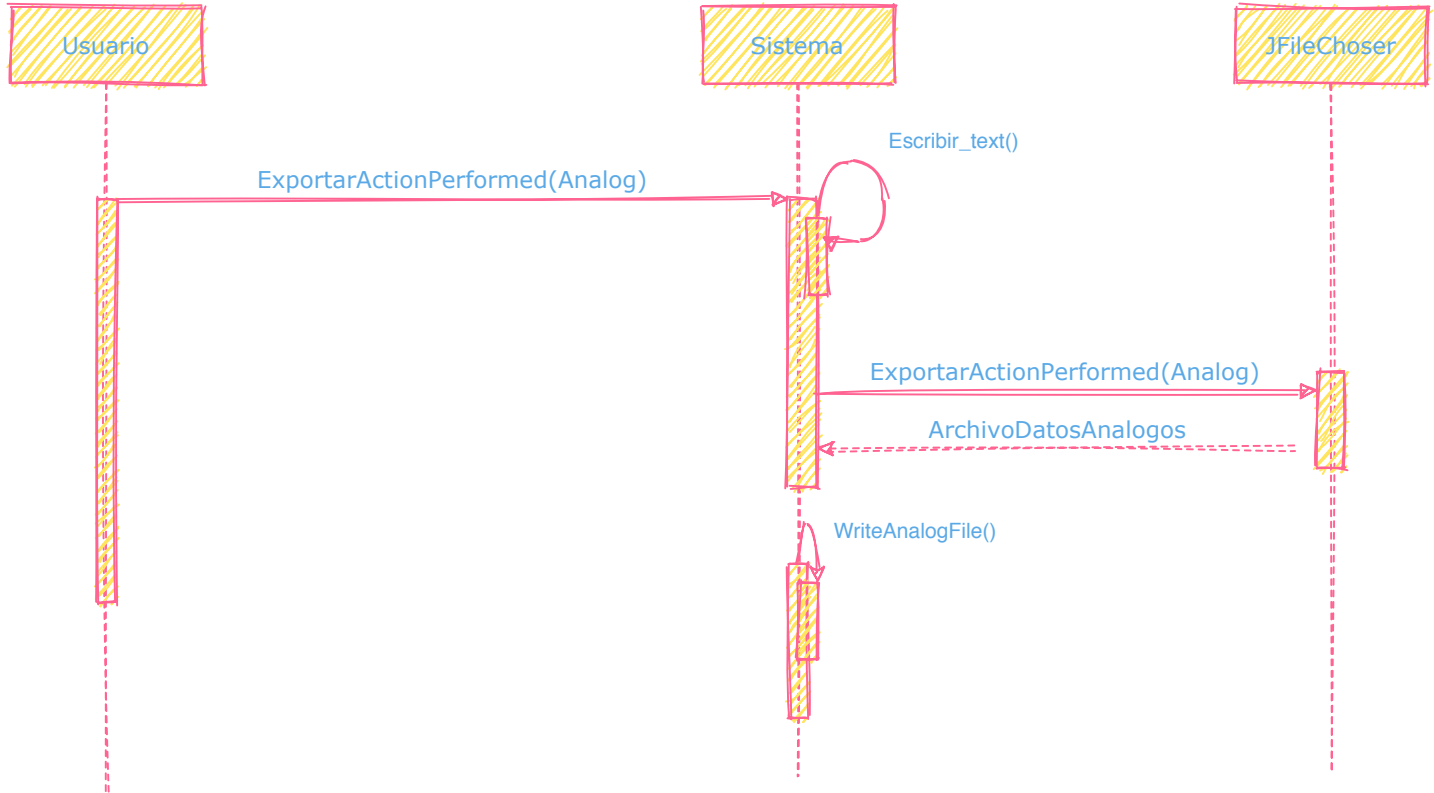 Usuario
Sistema
JFileChoser
Escribir_text()
ExportarActionPerformed(Analog)
ExportarActionPerformed(Analog)
ArchivoDatosAnalogos
WriteAnalogFile()